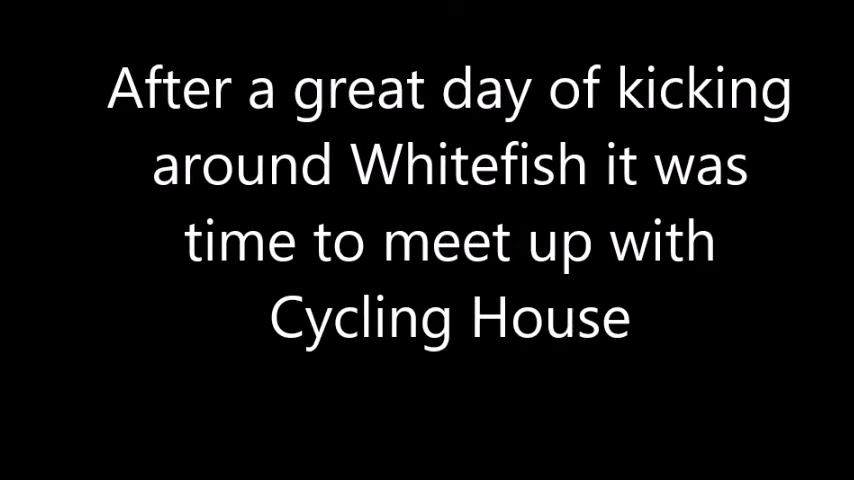 After a great day of kicking
around Whitefish it was
time to meet up with
Cycling House